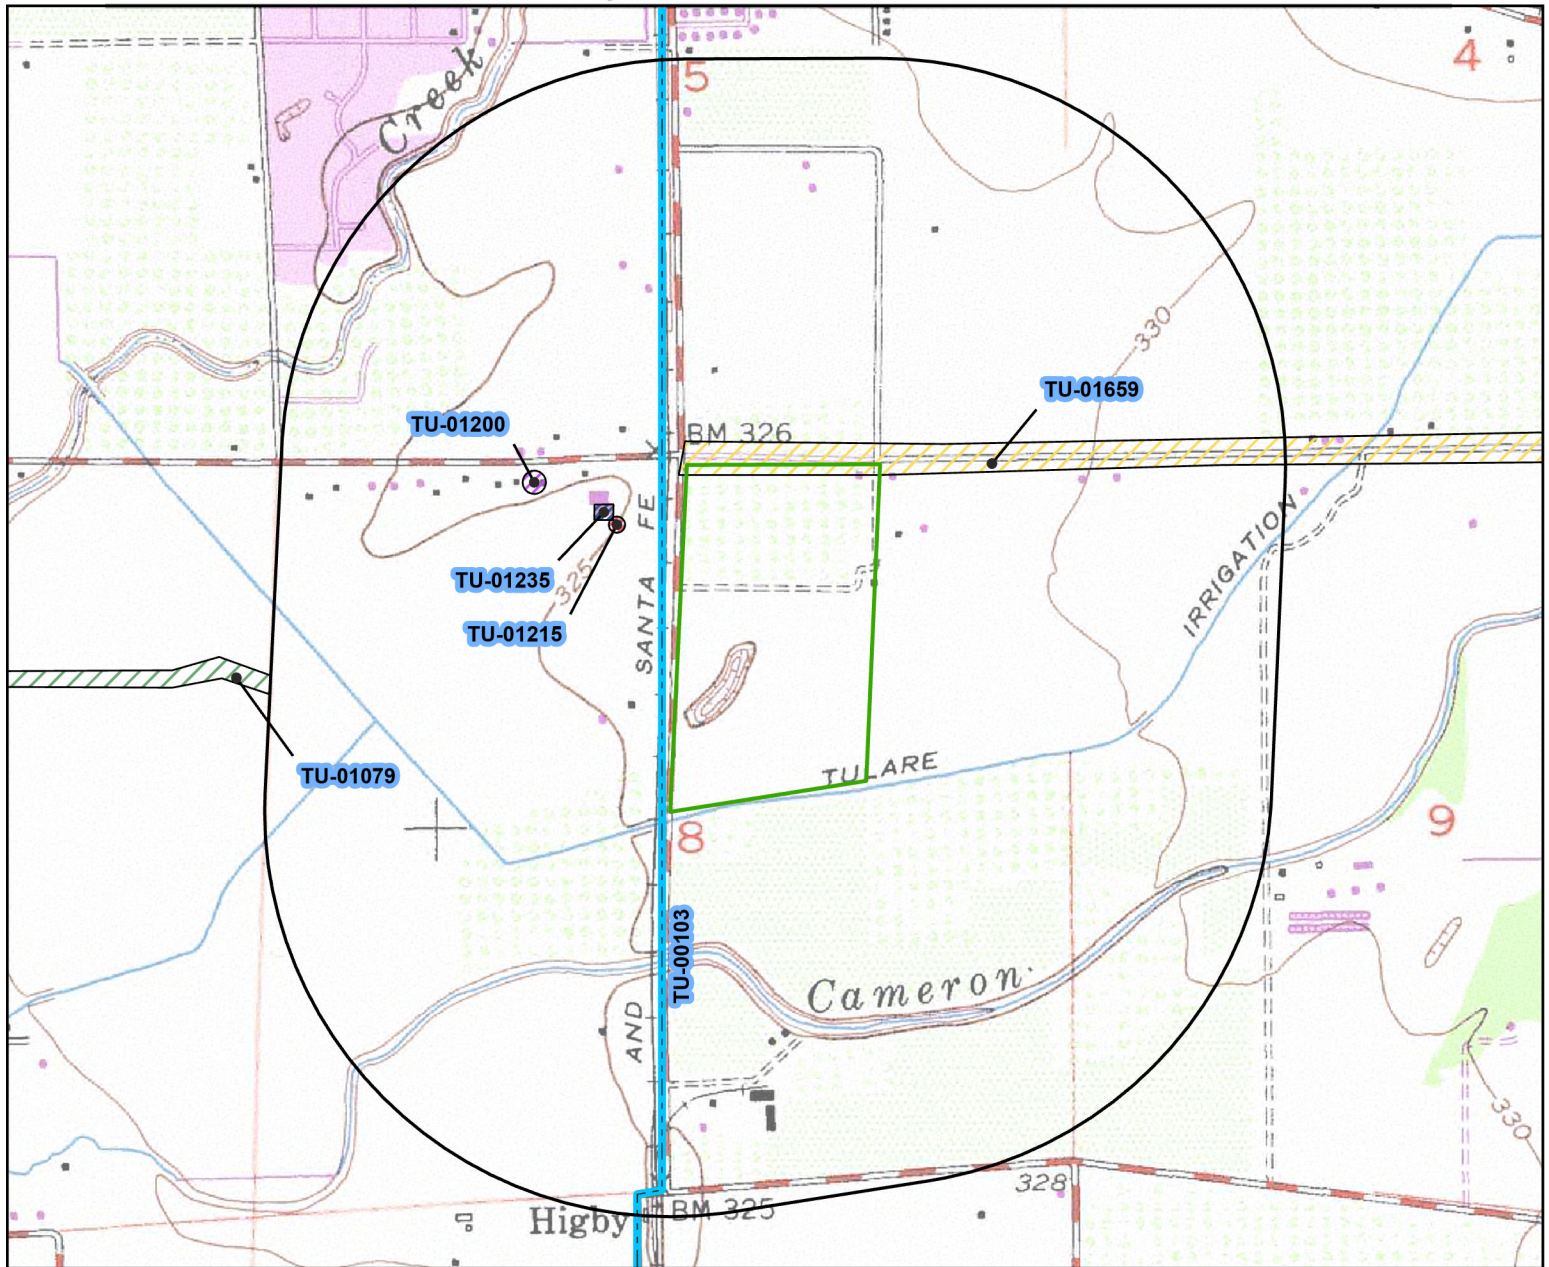 Creek
5
4
330
TU-01659
TU-01200
BM 326
SANTA FE
IRRIGATION
TU-01235
325
TU-01215
TU-01079
TULARE
8
9
TU-00103
Cameron
AND
330
328
Higby
BM 325